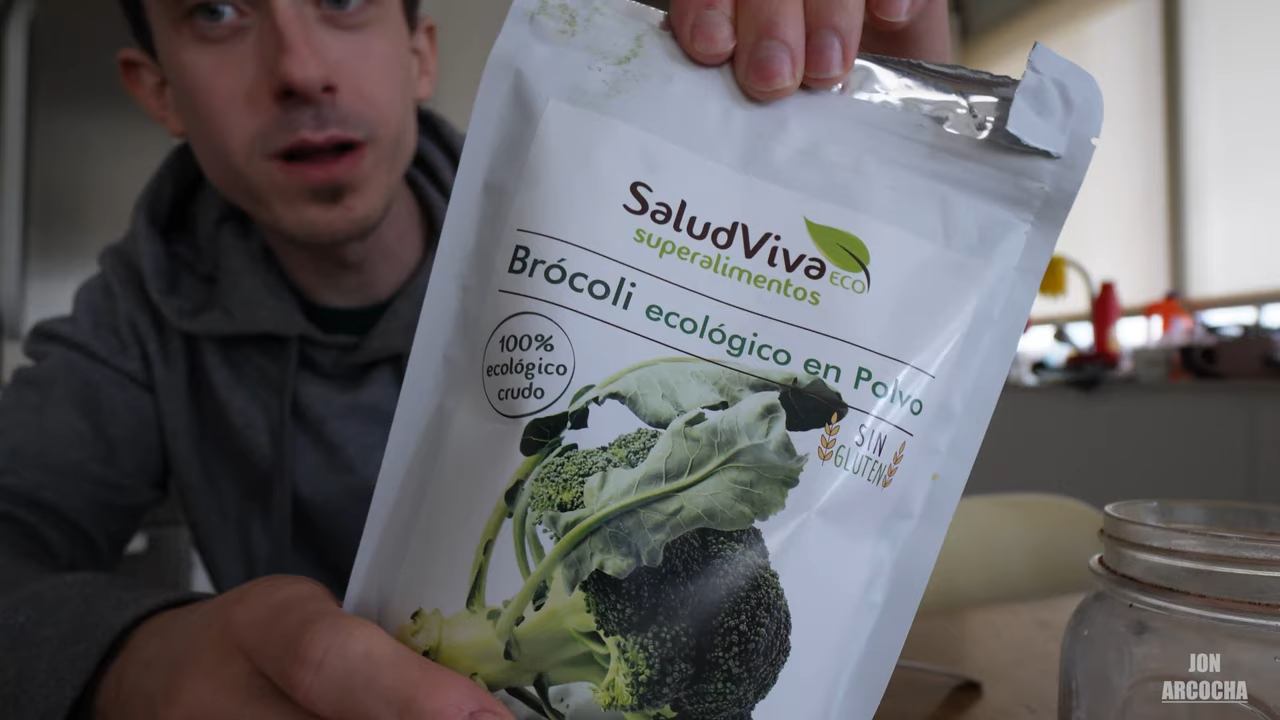 SaludViva
superalimentos ECO
Brócoli ecológico en Polvo
100%
ecológico
crudo
SIN
GLUTEN
JON
ARCOCHA